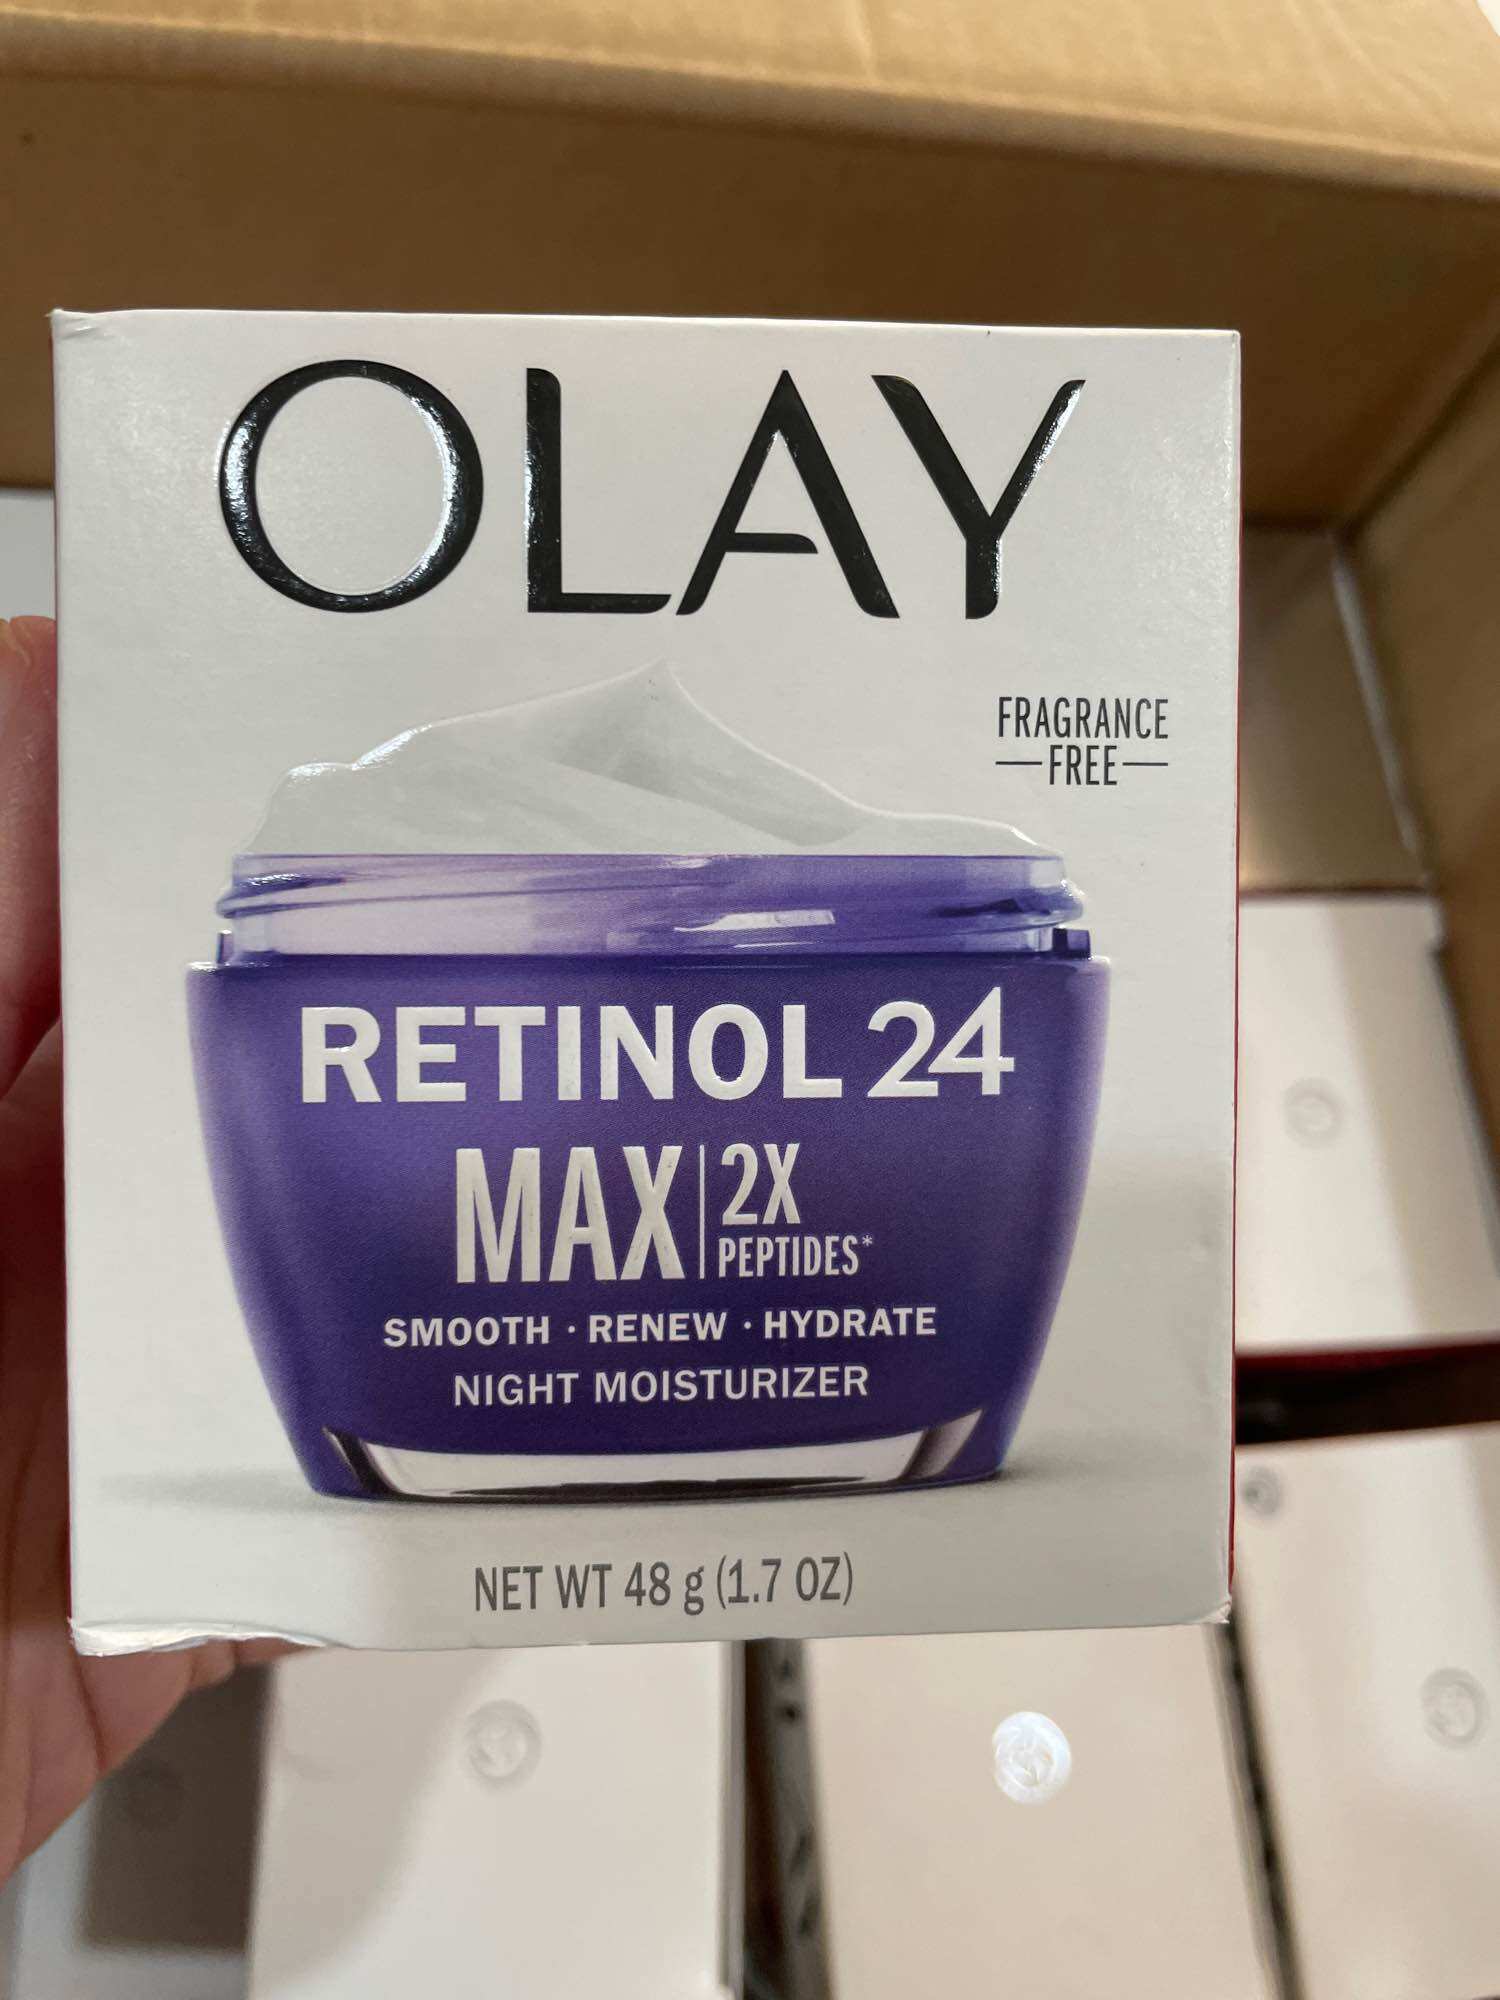 OLAY
FRAGRANCE
FREE
RETINOL 24
MAX 2X
PEPTIDES*
SMOOTH · RENEW · HYDRATE
NIGHT MOISTURIZER
NET WT 48 g (1.7 OZ)